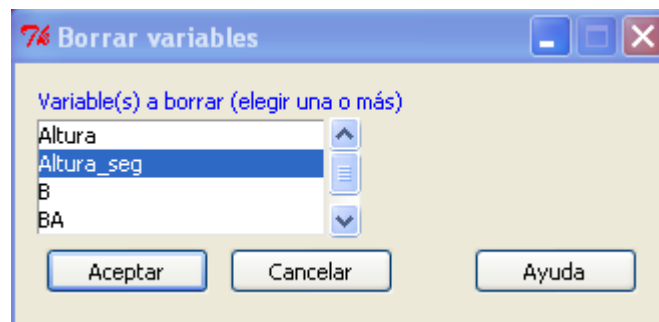 Borrar variables
Variable(s) a borrar (elegir una o más)
Altura
Altura_seg
B
BA
Aceptar Cancelar Ayuda